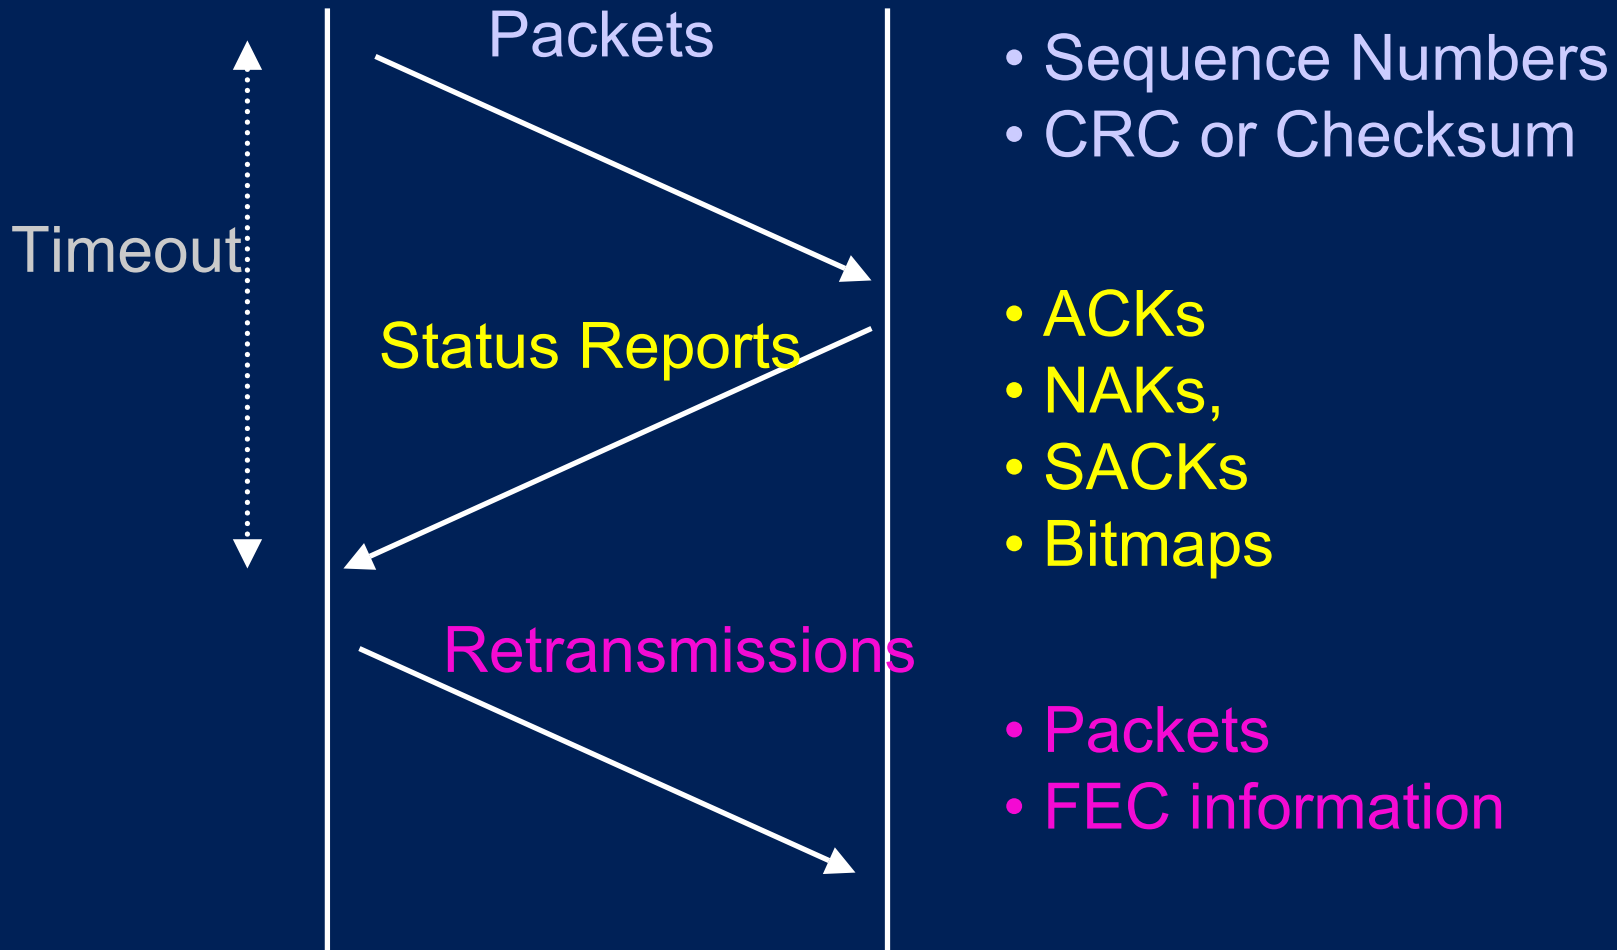 Packets
• Sequence Numbers
• CRC or Checksum
Timeout
Status Reports
• ACKs
• NAKs,
• SACKs
• Bitmaps
Retransmissions
• Packets
• FEC information